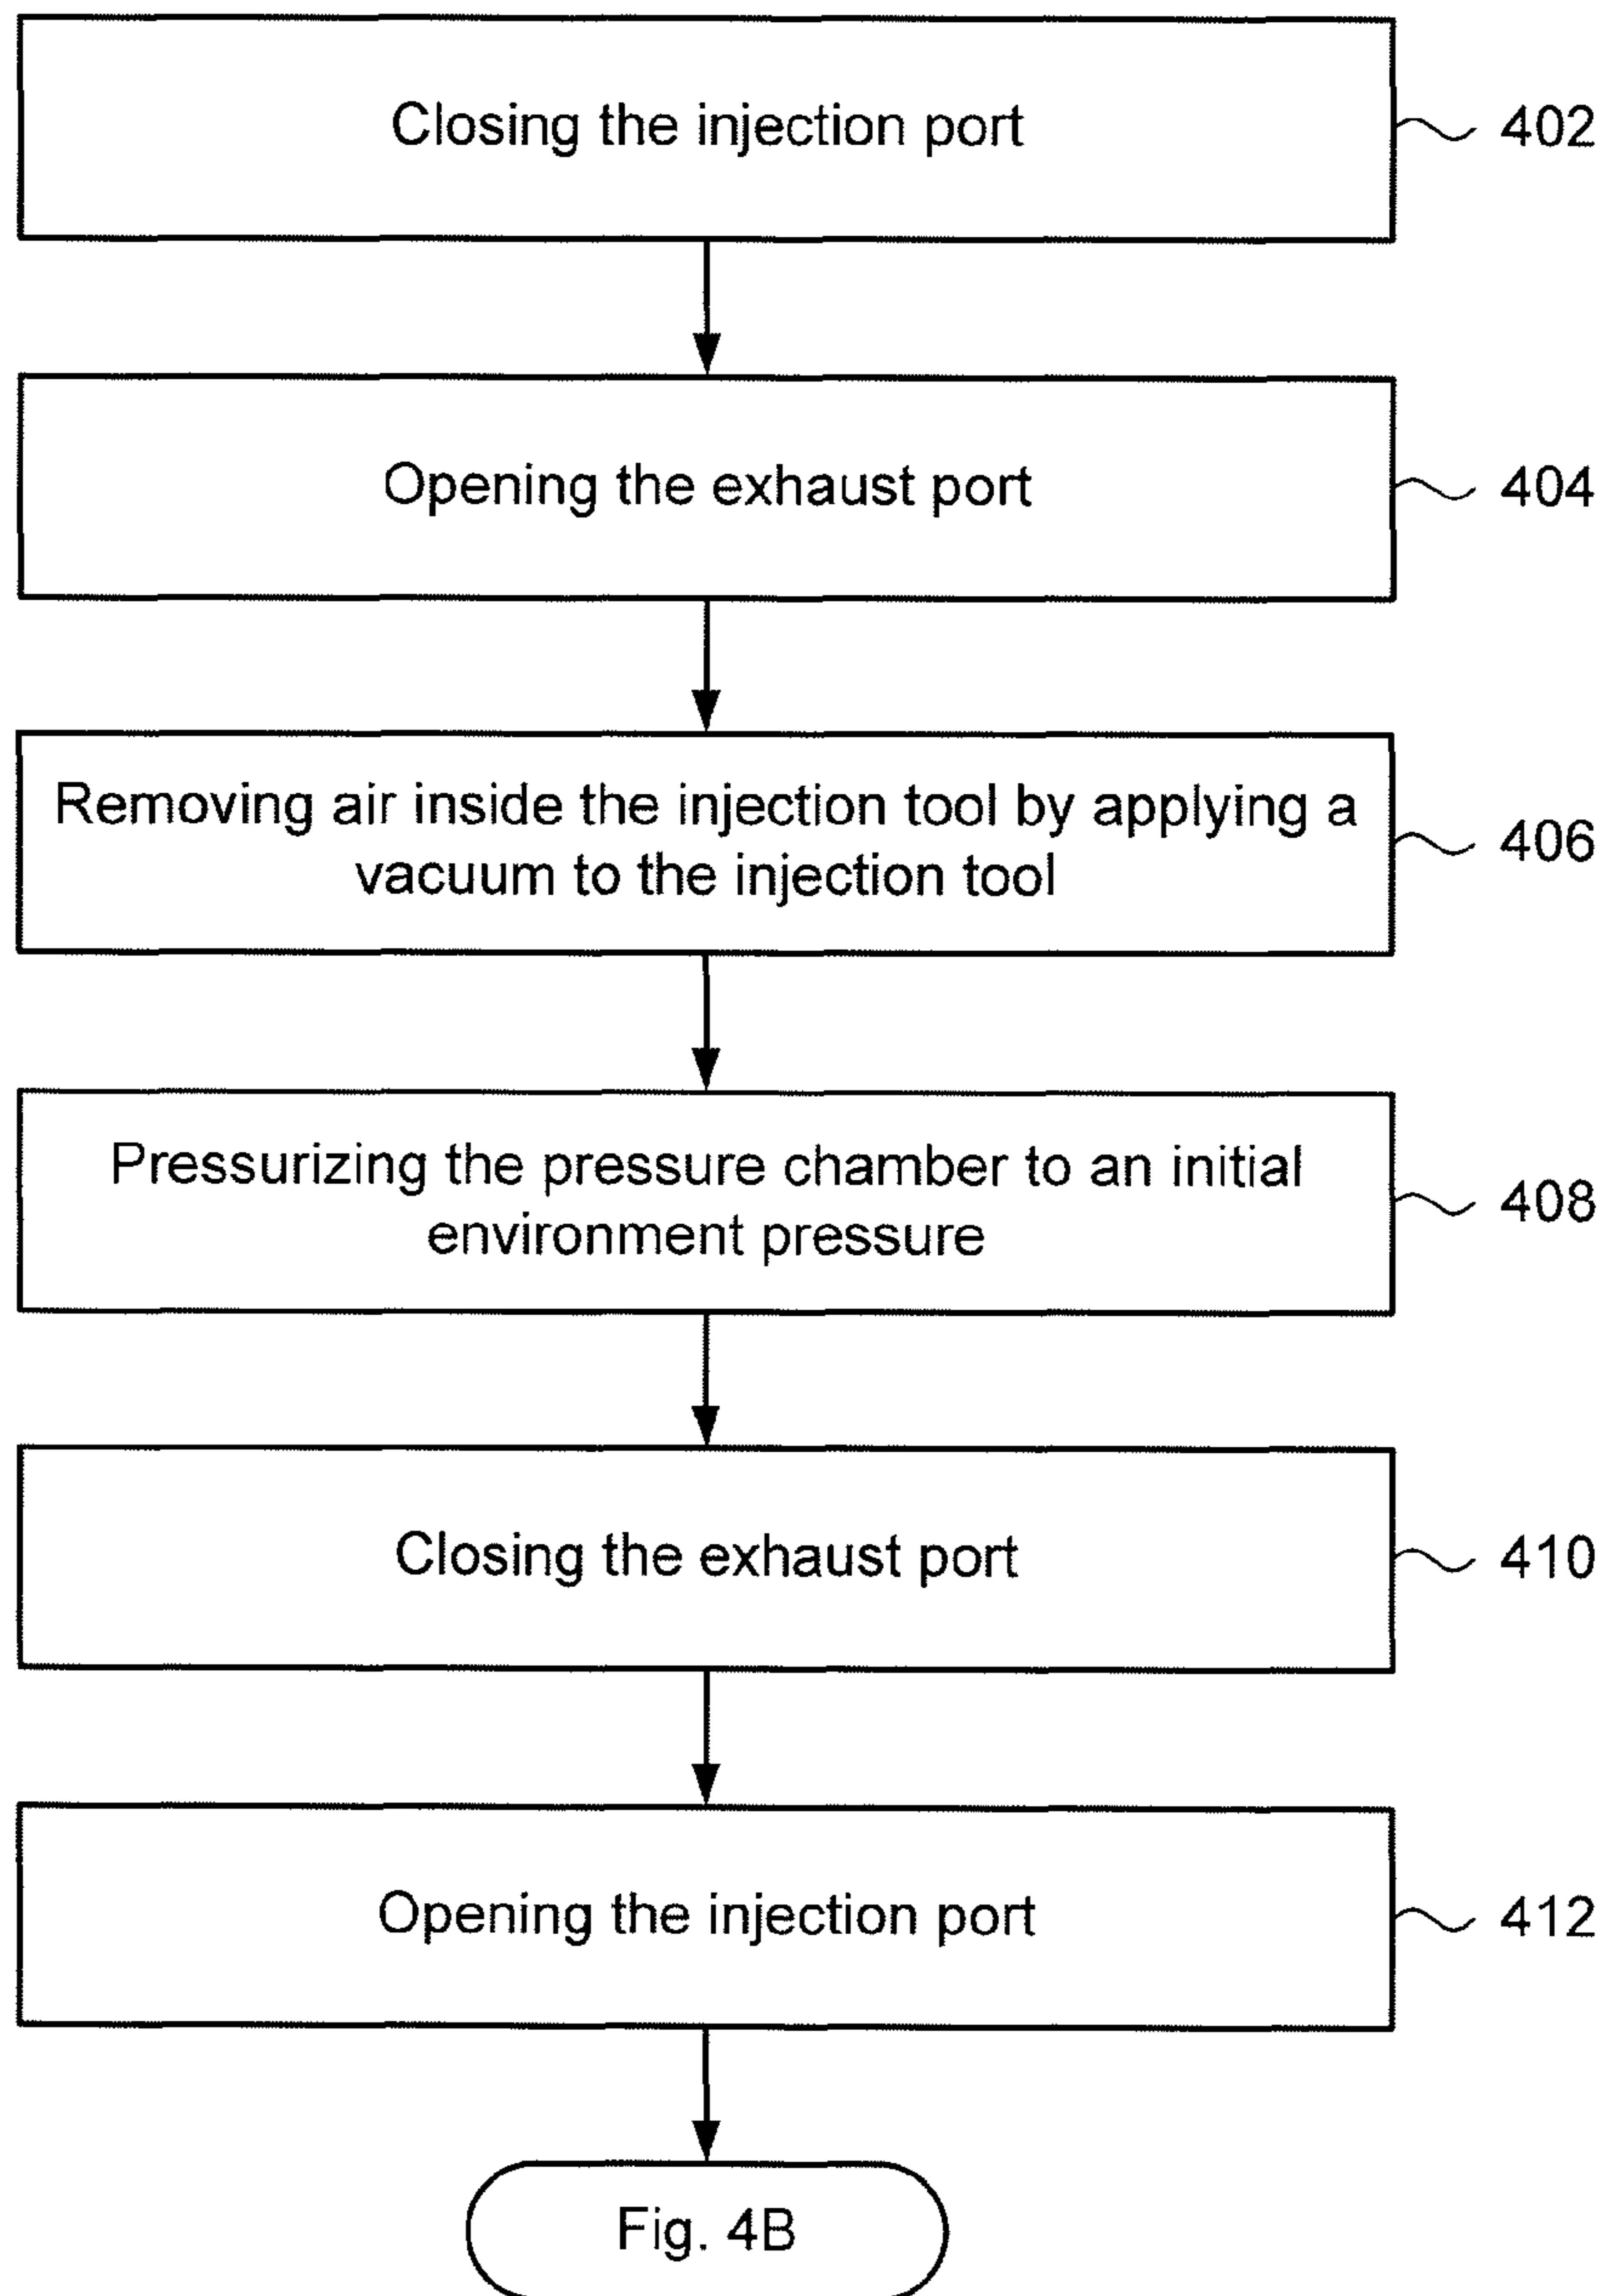 Closing the injection port
402
Opening the exhaust port
404
Removing air inside the injection tool by applying a
vacuum to the injection tool
406
Pressurizing the pressure chamber to an initial
environment pressure
408
Closing the exhaust port
410
Opening the injection port
412
Fig. 4B